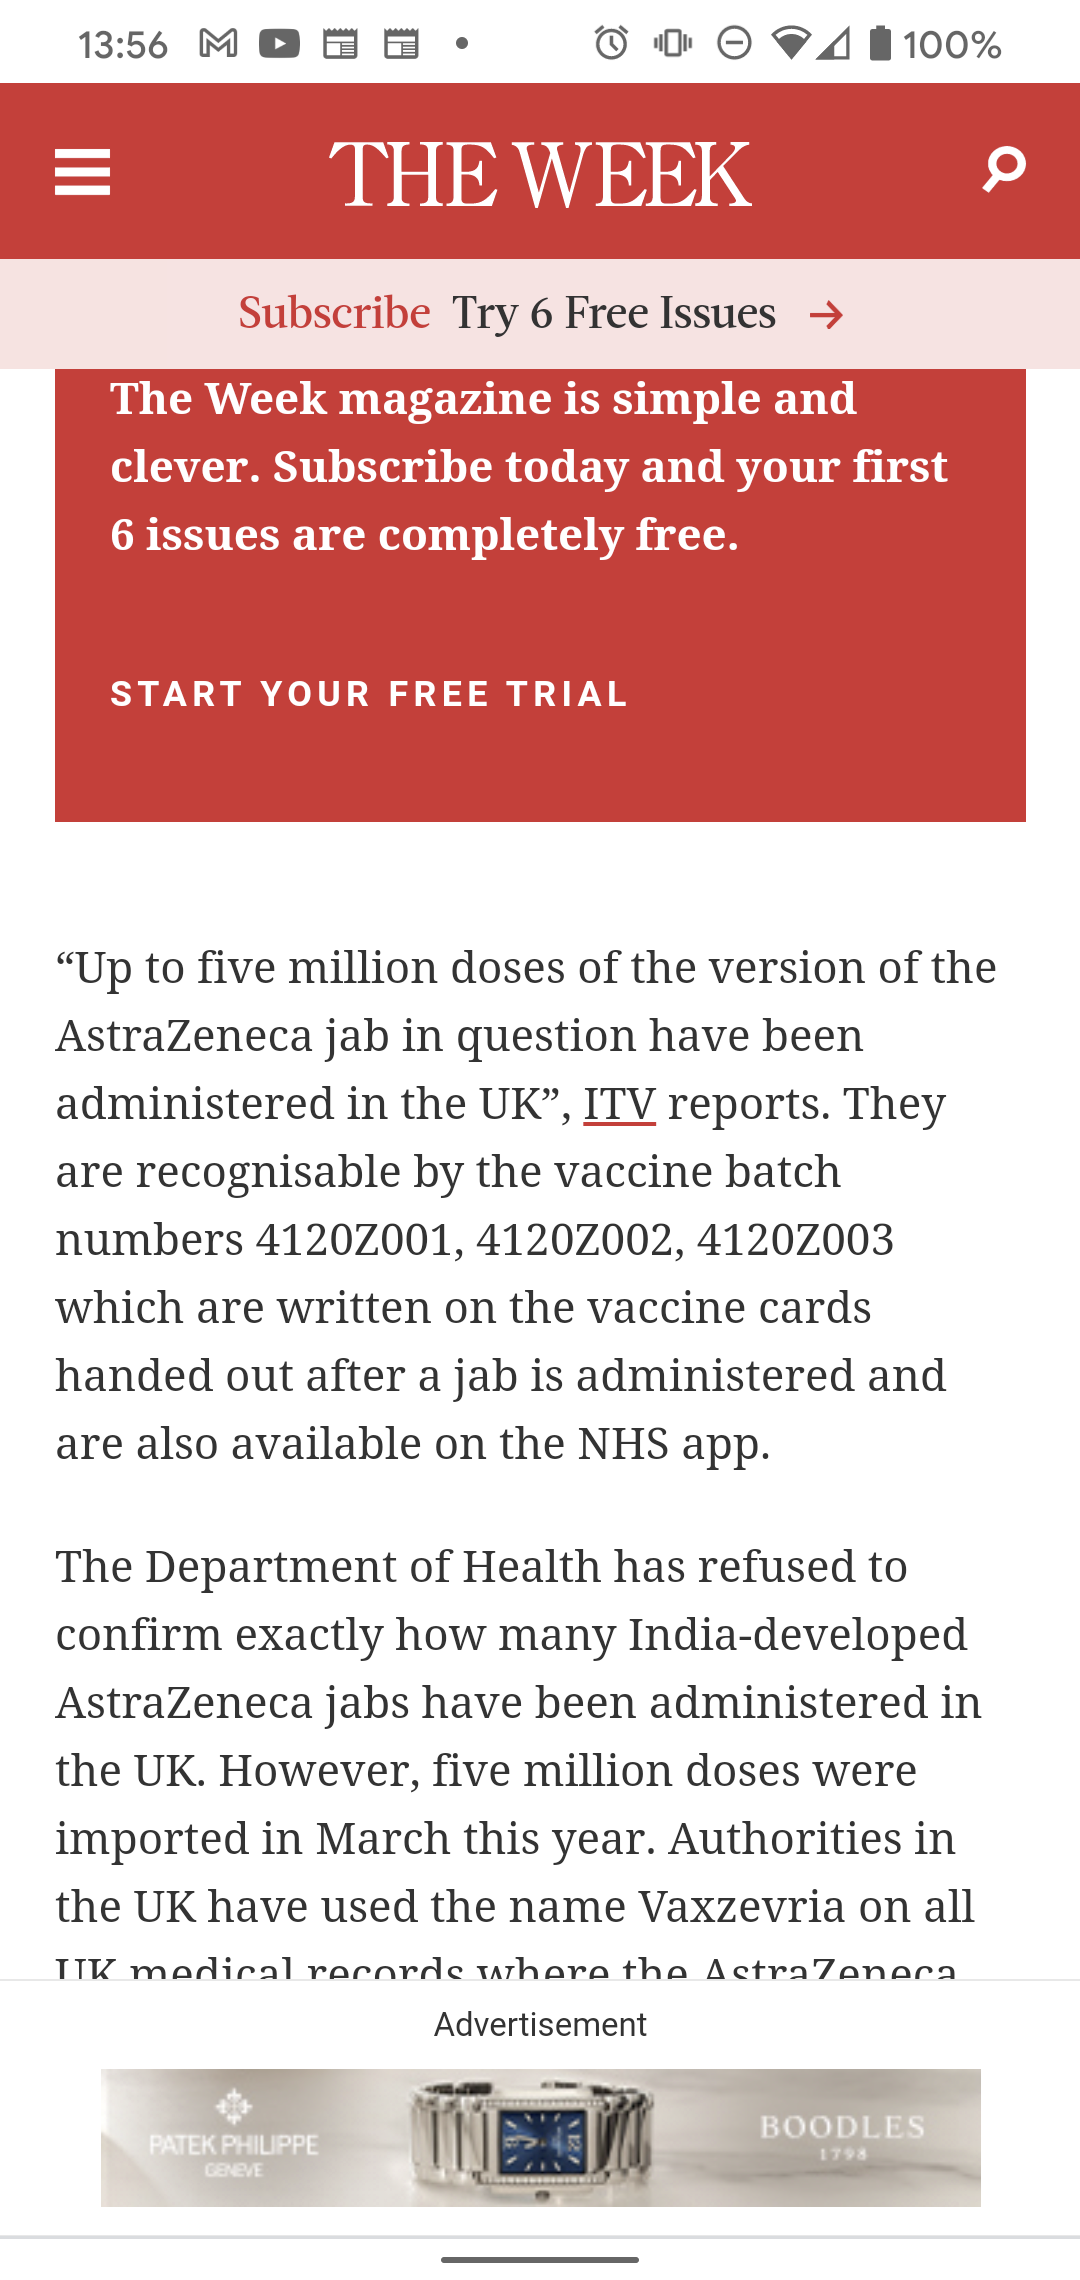 13:56
100%
THE WEEK
Subscribe Try 6 Free Issues →
The Week magazine is simple and
clever. Subscribe today and your first
6 issues are completely free.
START YOUR FREE TRIAL
“Up to five million doses of the version of the
AstraZeneca jab in question have been
administered in the UK”, ITV reports. They
are recognisable by the vaccine batch
numbers 4120Z001, 4120Z002, 4120Z003
which are written on the vaccine cards
handed out after a jab is administered and
are also available on the NHS app.
The Department of Health has refused to
confirm exactly how many India-developed
AstraZeneca jabs have been administered in
the UK. However, five million doses were
imported in March this year. Authorities in
the UK have used the name Vaxzevria on all
UK medical records where the AstraZeneca
Advertisement
PATEK PHILIPPE
GENEVE
BOODLES
1798